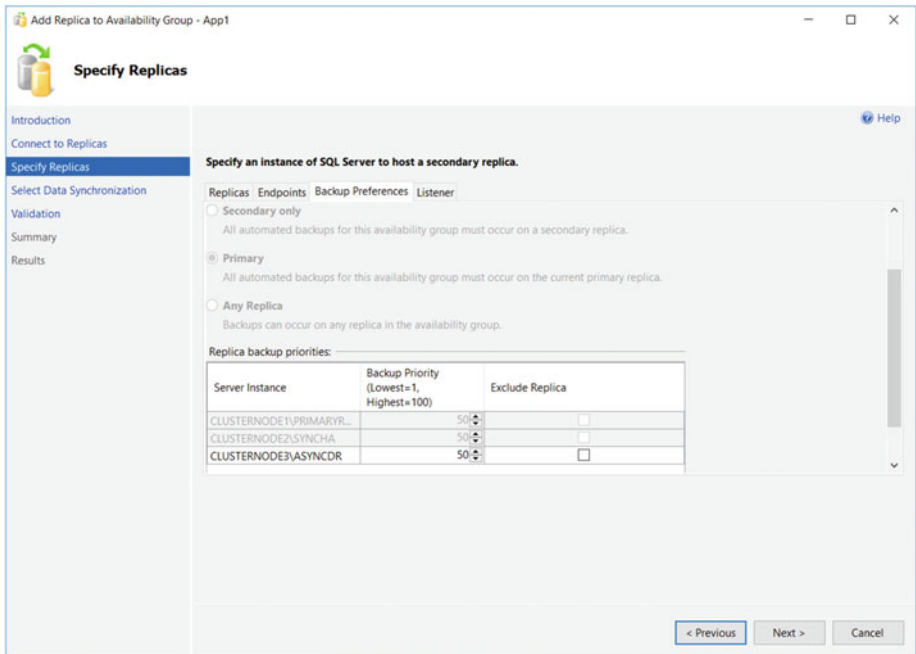 Add Replica to Availability Group - App1
Specify Replicas
Introduction
Connect to Replicas
Specify Replicas
Select Data Synchronization
Validation
Summary
Results
Help
Specify an instance of SQL Server to host a secondary replica.
Replicas Endpoints Backup Preferences Listener
Secondary only
All automated backups for this availability group must occur on a secondary replica.
Primary
All automated backups for this availability group must occur on the current primary replica.
Any Replica
Backups can occur on any replica in the availability group.
Replica backup priorities:
Server Instance
Backup Priority
(Lowest=1,
Highest=100)
Exclude Replica
CLUSTERNODE1\PRIMARYR... 50
CLUSTERNODE2\SYNCHA 50
CLUSTERNODE3\ASYNCDR 50
< Previous Next > Cancel